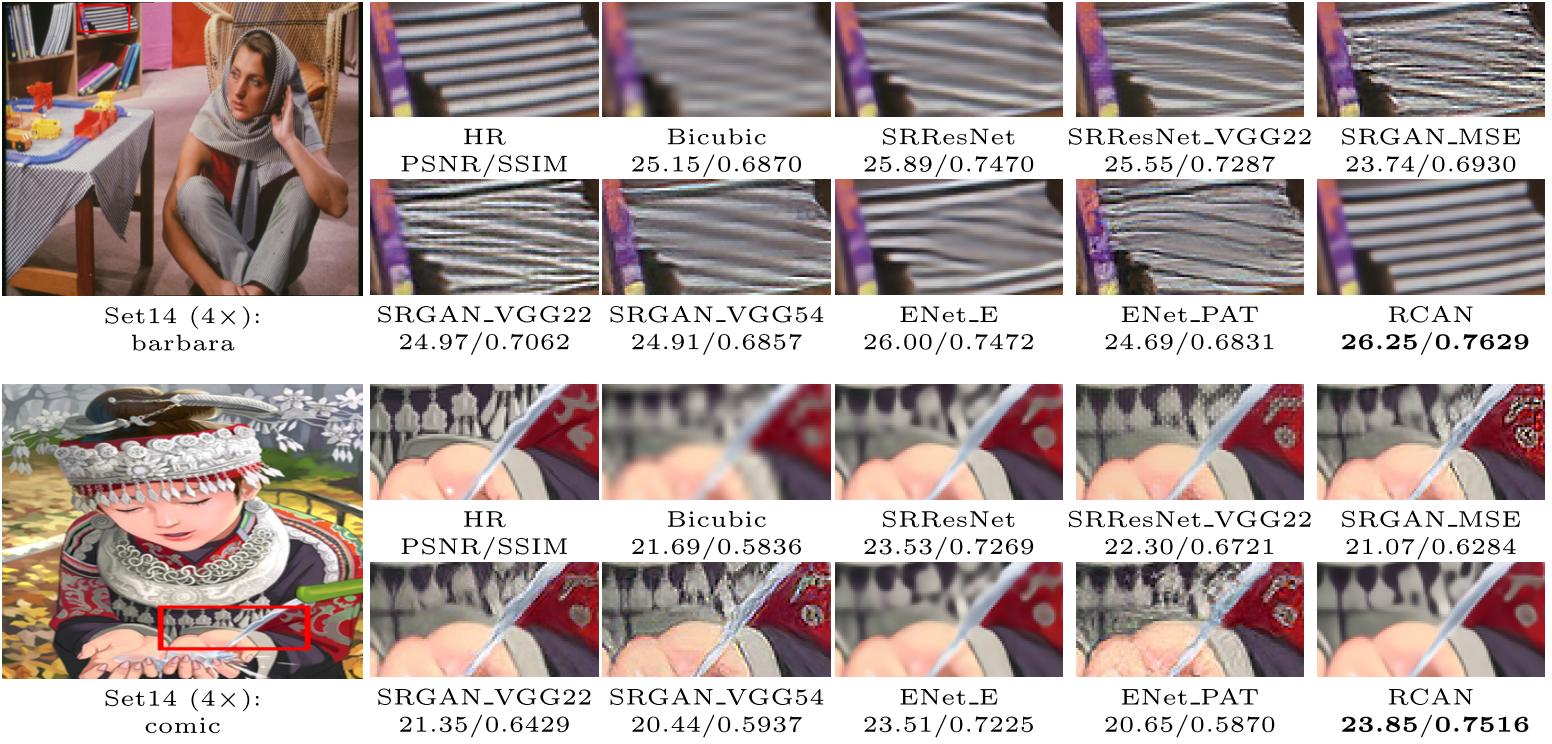 HR Bicubic SRResNet SRResNet_VGG22 SRGAN_MSE
PSNR/SSIM 25.15/0.6870 25.89/0.7470 25.55/0.7287 23.74/0.6930
SRGAN_VGG22 SRGAN_VGG54 ENet_E ENet_PAT RCAN
24.97/0.7062 24.91/0.6857 26.00/0.7472 24.69/0.6831 26.25/0.7629
Set14 (4×):
barbara
HR Bicubic SRResNet SRResNet_VGG22 SRGAN_MSE
PSNR/SSIM 21.69/0.5836 23.53/0.7269 22.30/0.6721 21.07/0.6284
SRGAN_VGG22 SRGAN_VGG54 ENet_E ENet_PAT RCAN
21.35/0.6429 20.44/0.5937 23.51/0.7225 20.65/0.5870 23.85/0.7516
Set14 (4×):
comic